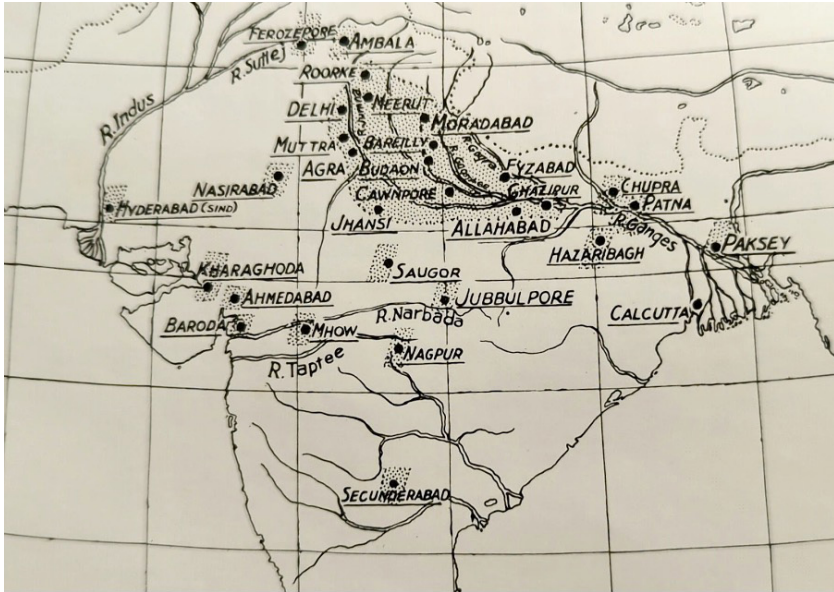 FEROZEPORE
AMBALA
R. Sutlej
ROORKE
R. Indus
DELHI
MEERUT
MORADABAD
MUTTRA
BAREILLY
AGRA
BUDAON
FYZABAD
NASIRABAD
CAWNPORE
GHAZIPUR
CHUPRA
HYDERABAD (SIND)
PATNA
JHANSI
ALLAHABAD
R. Ganges
HAZARIBAGH
PAKSEY
KHARAGHODA
SAUGOR
AHMEDABAD
JUBBULPORE
CALCUTTA
BARODA
MHOW
R. Narbada
R. Taptee
NAGPUR
SECUNDERABAD